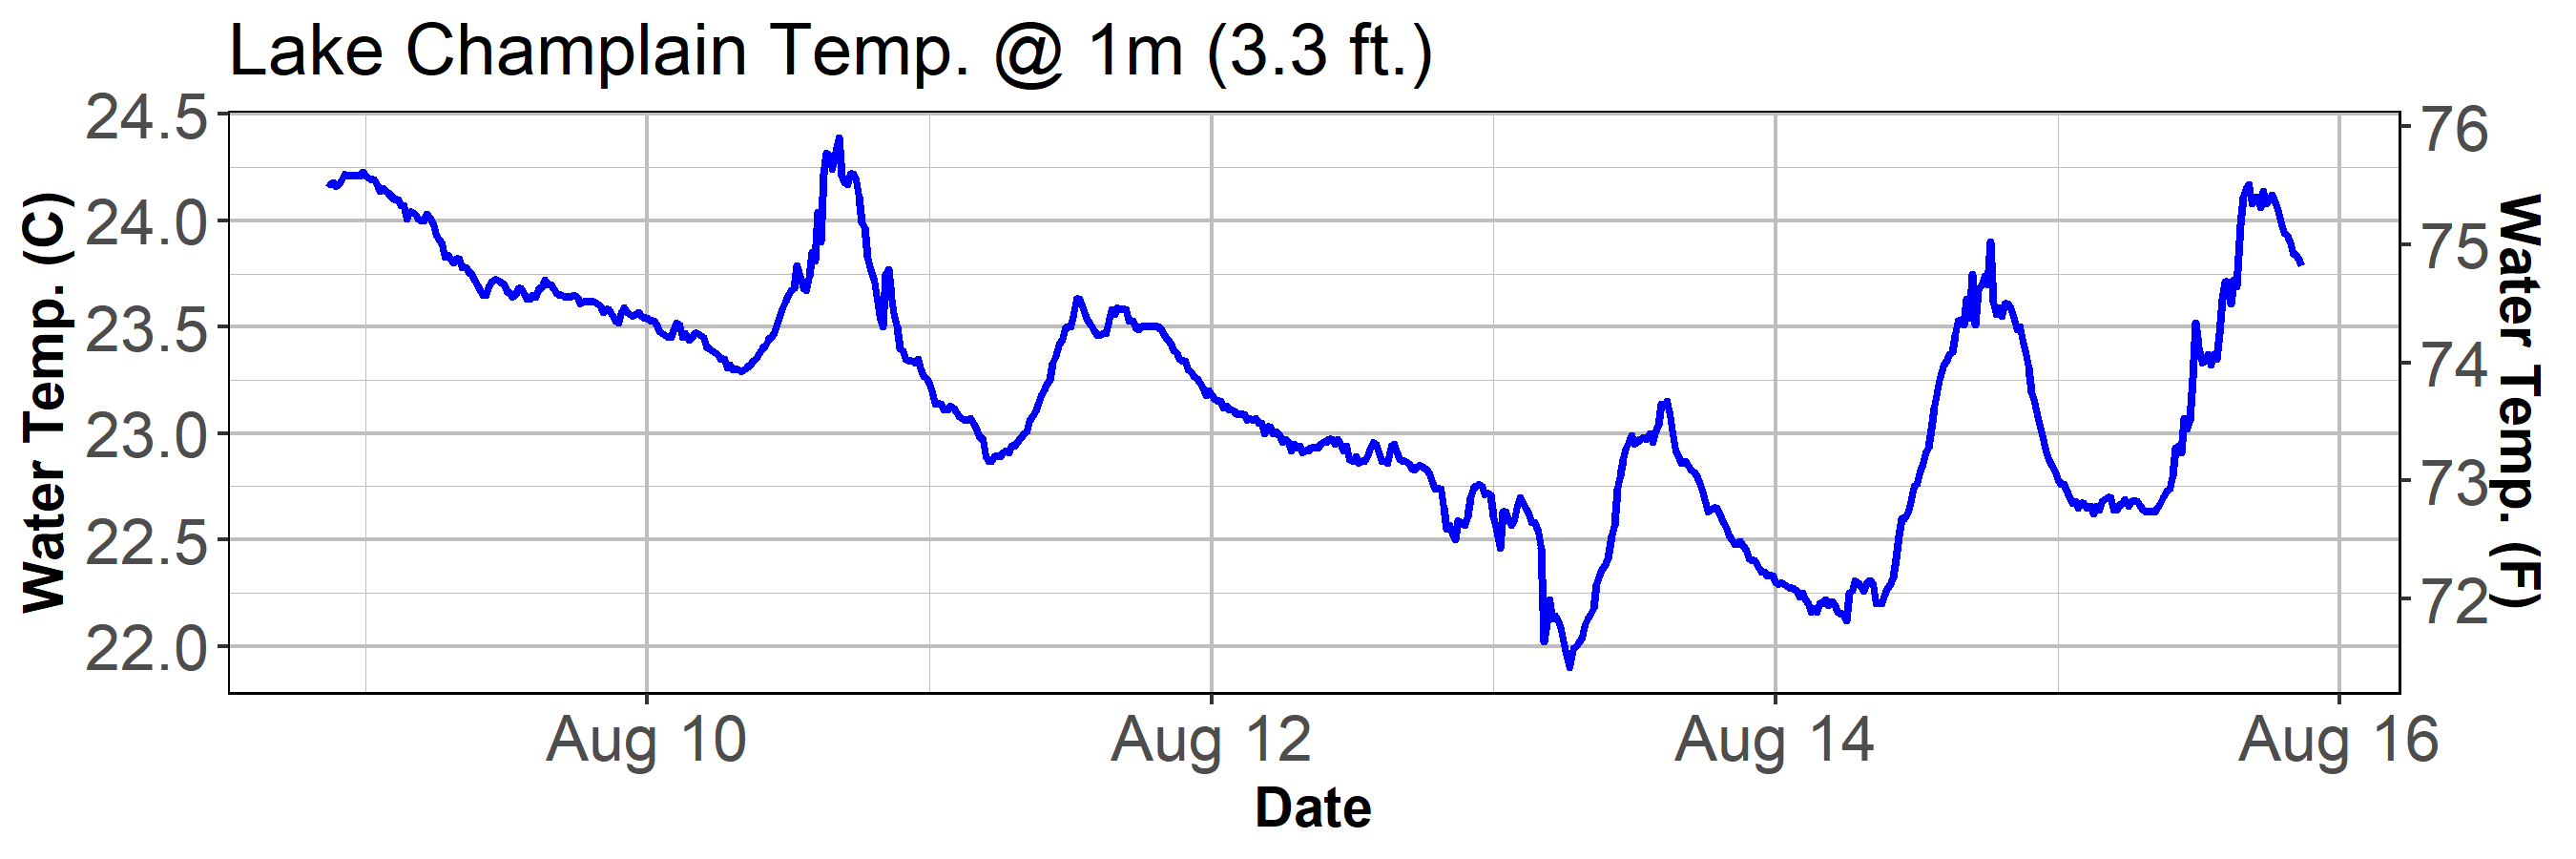 Lake Champlain Temp. @ 1m (3.3 ft.)
Water Temp. (C)
24.5
24.0
23.5
23.0
22.5
22.0
76
75
74
73
72
Water Temp. (F)
Aug 10
Aug 12
Aug 14
Aug 16
Date